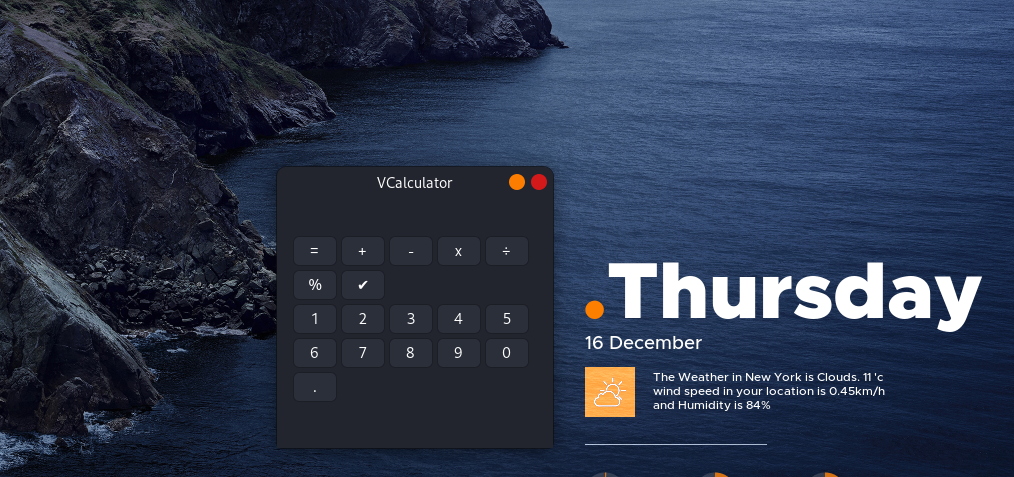 VCalculator
= + - x ÷
% ✔
1 2 3 4 5
6 7 8 9 0
.
.Thursday
16 December
The Weather in New York is Clouds. 11 'c
wind speed in your location is 0.45km/h
and Humidity is 84%